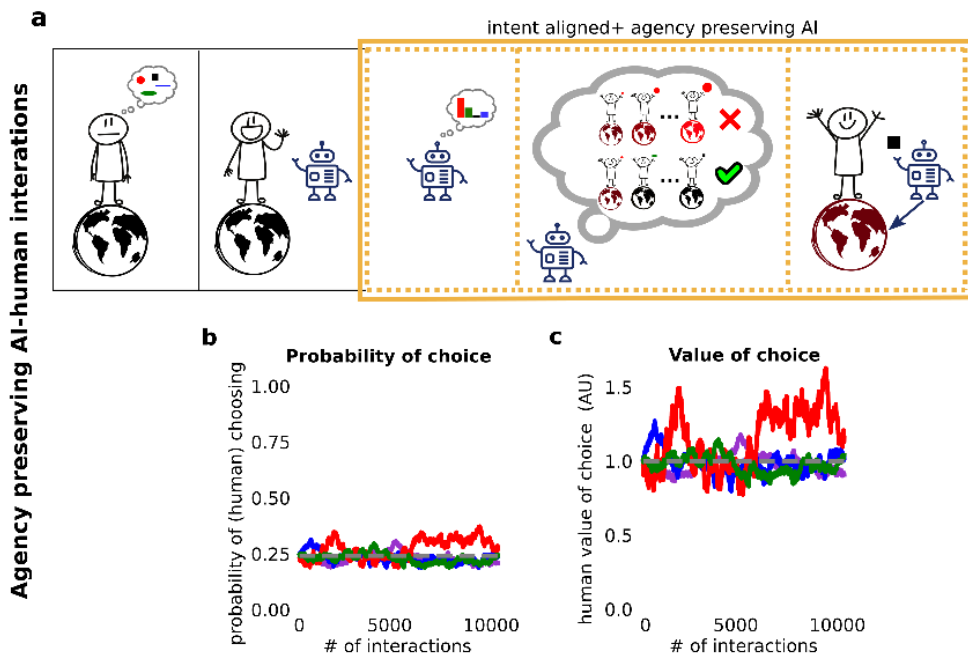 a
intent aligned+ agency preserving AI
Agency preserving AI-human interations
b
Probability of choice
probability of (human) choosing
1.00
0.75
0.50
0.25
0.00
0
5000
10000
# of interactions
c
Value of choice
human value of choice (AU)
1.5
1.0
0.5
0.0
0
5000
10000
# of interactions